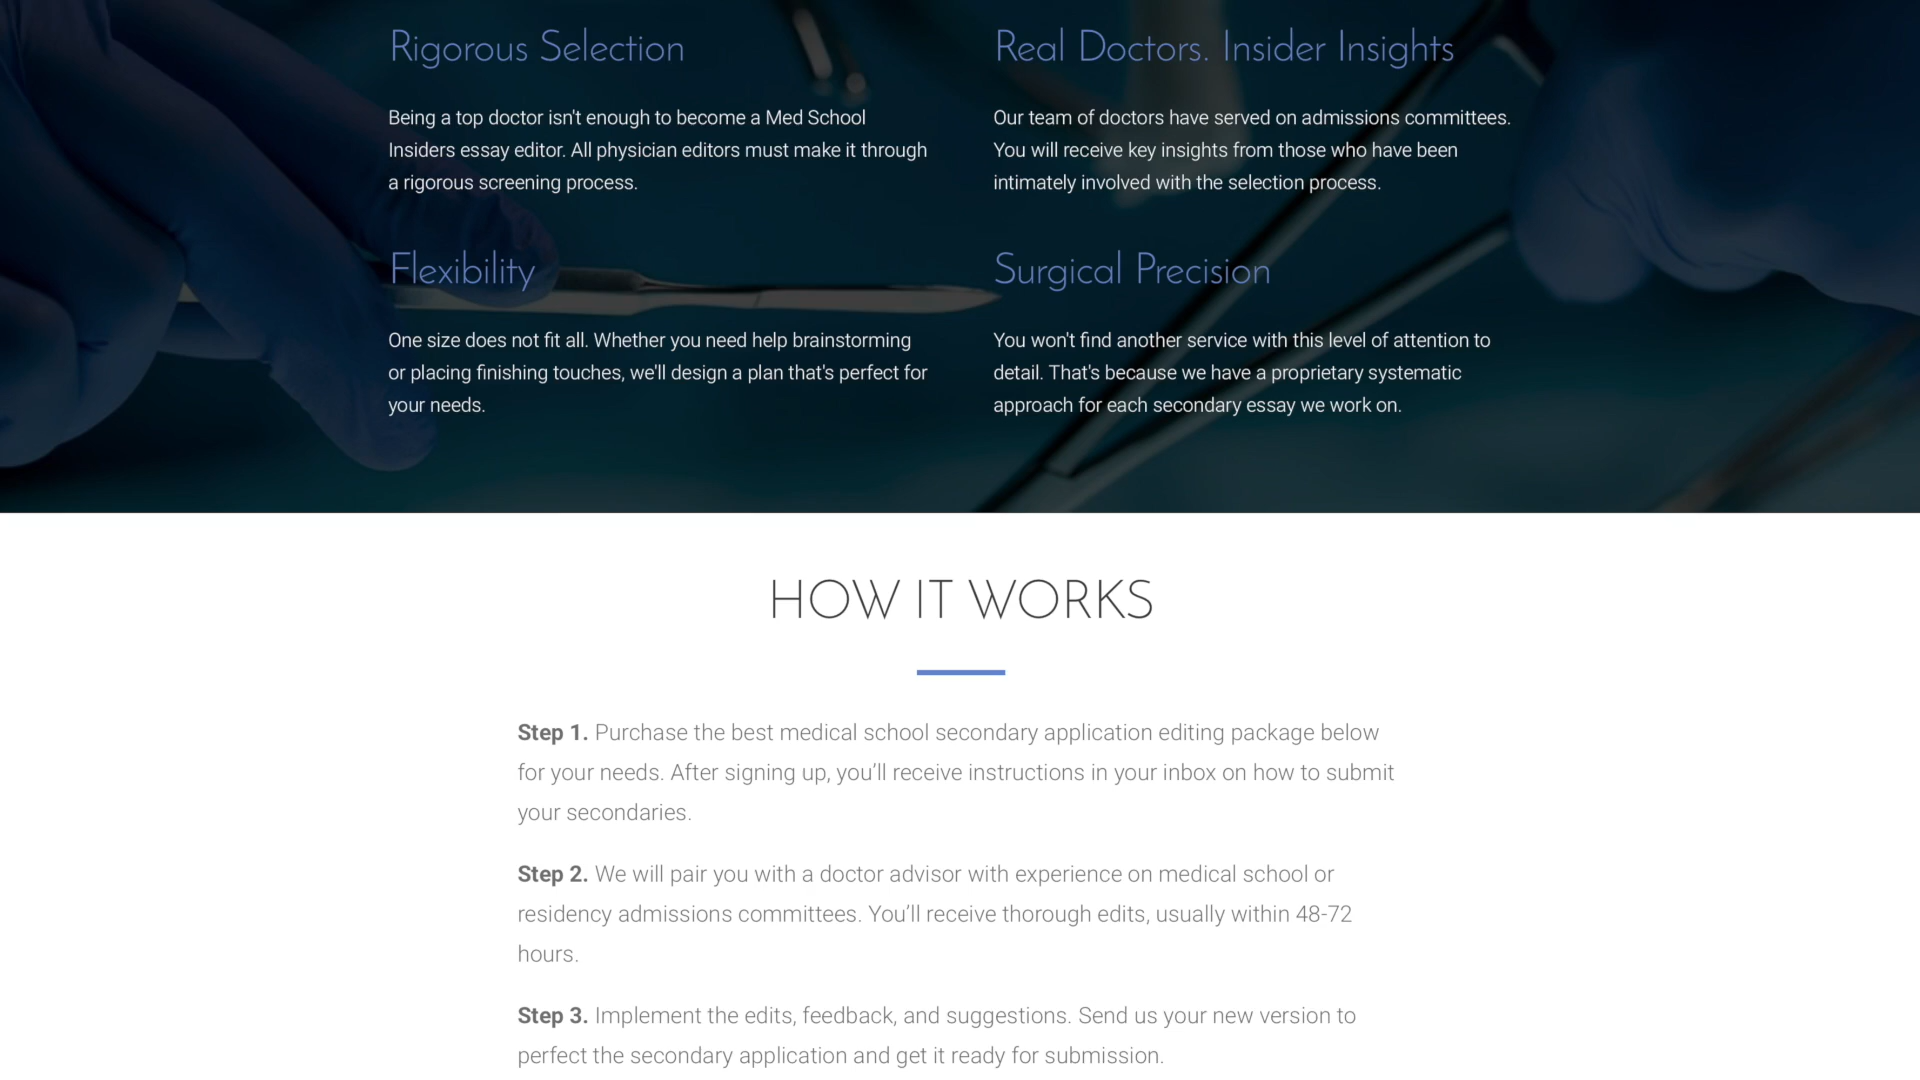 Rigorous Selection
Being a top doctor isn't enough to become a Med School
Insiders essay editor. All physician editors must make it through
a rigorous screening process.
Real Doctors. Insider Insights
Our team of doctors have served on admissions committees.
You will receive key insights from those who have been
intimately involved with the selection process.
Flexibility
One size does not fit all. Whether you need help brainstorming
or placing finishing touches, we'll design a plan that's perfect for
your needs.
Surgical Precision
You won't find another service with this level of attention to
detail. That's because we have a proprietary systematic
approach for each secondary essay we work on.
HOW IT WORKS
Step 1. Purchase the best medical school secondary application editing package below
for your needs. After signing up, you’ll receive instructions in your inbox on how to submit
your secondaries.
Step 2. We will pair you with a doctor advisor with experience on medical school or
residency admissions committees. You’ll receive thorough edits, usually within 48-72
hours.
Step 3. Implement the edits, feedback, and suggestions. Send us your new version to
perfect the secondary application and get it ready for submission.